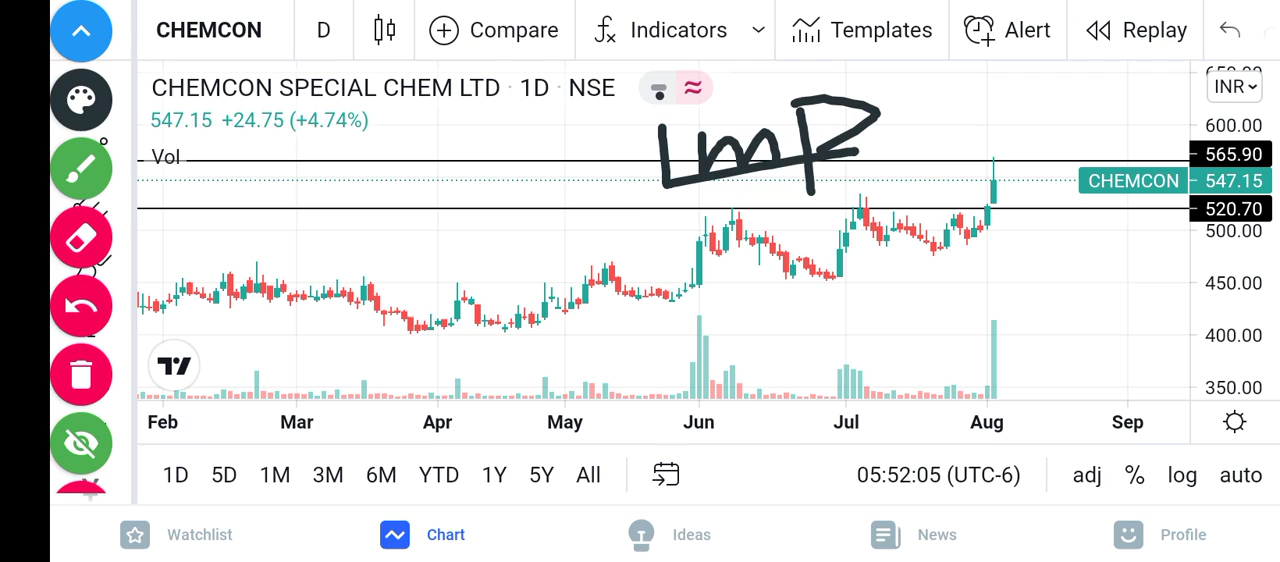 CHEMCON D Compare Indicators Templates Alert Replay
CHEMCON SPECIAL CHEM LTD · 1D · NSE
INR
547.15 +24.75 (+4.74%)
Vol
ImP
600.00
565.90
CHEMCON 547.15
520.70
500.00
450.00
400.00
350.00
Feb Mar Apr May Jun Jul Aug Sep
1D 5D 1M 3M 6M YTD 1Y 5Y All 05:52:05 (UTC-6) adj % log auto
Watchlist Chart Ideas News Profile